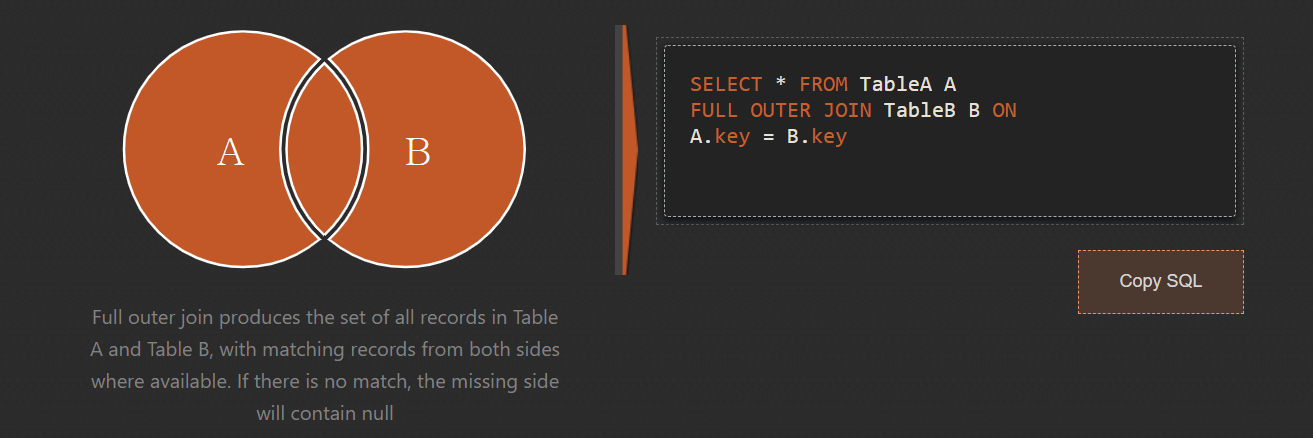 A
B
Full outer join produces the set of all records in Table
A and Table B, with matching records from both sides
where available. If there is no match, the missing side
will contain null
SELECT * FROM TableA A
FULL OUTER JOIN TableB B ON
A.key = B.key
Copy SQL